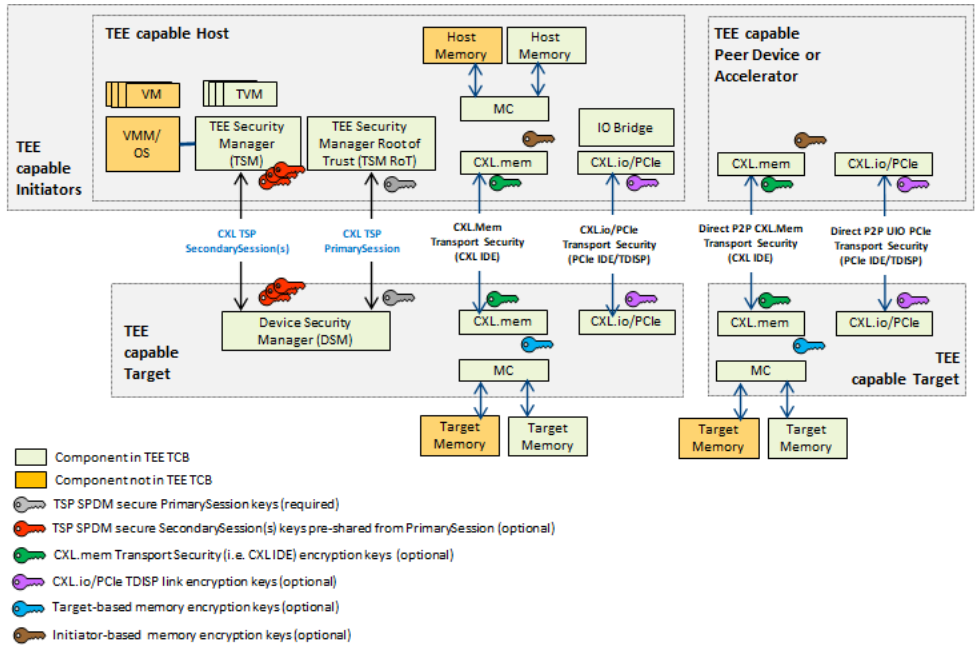 TEE capable Host
Host
Memory
Host
Memory
TEE capable
Peer Device or
Accelerator
VM
TVM
MC
VMM/
OS
TEE Security
Manager
(TSM)
TEE Security
Manager Root of
Trust (TSM RoT)
IO Bridge
TEE
capable
Initiators
CXL.mem
CXL.io/PCIe
CXL.mem
CXL.io/PCIe
CXL TSP
SecondarySession(s)
CXL TSP
PrimarySession
CXL.Mem
Transport Security
(CXL IDE)
CXL.io/PCIe
Transport Security
(PCIe IDE/TDISP)
Direct P2P CXL.Mem
Transport Security
(CXL IDE)
Direct P2P UIO PCIe
Transport Security
(PCIe IDE/TDISP)
TEE
capable
Target
Device Security
Manager (DSM)
CXL.mem
CXL.io/PCIe
CXL.mem
CXL.io/PCIe
MC
MC
TEE
capable Target
Target
Memory
Target
Memory
Target
Memory
Target
Memory
Component in TEE TCB
Component not in TEE TCB
TSP SPDM secure PrimarySession keys (required)
TSP SPDM secure SecondarySession(s) keys pre-shared from PrimarySession (optional)
CXL.mem Transport Security (i.e. CXL IDE) encryption keys (optional)
CXL.io/PCIe TDISP link encryption keys (optional)
Target-based memory encryption keys (optional)
Initiator-based memory encryption keys (optional)